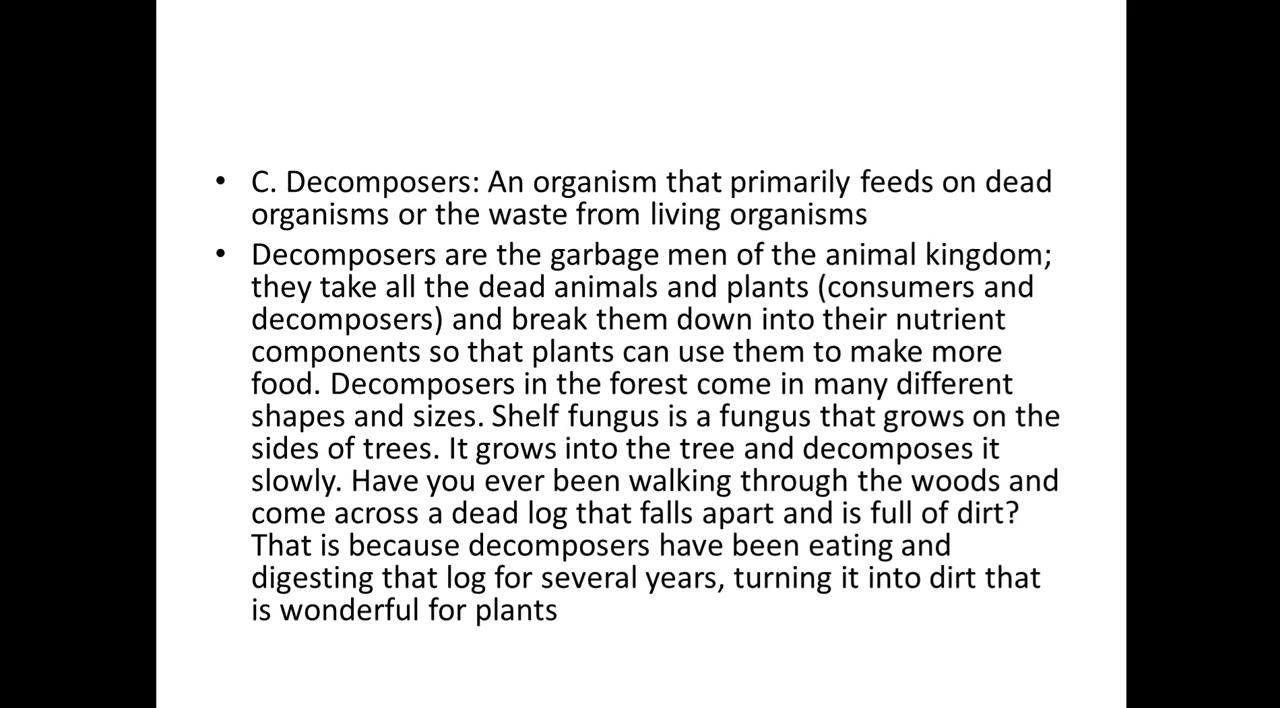 • C. Decomposers: An organism that primarily feeds on dead
organisms or the waste from living organisms
• Decomposers are the garbage men of the animal kingdom;
they take all the dead animals and plants (consumers and
decomposers) and break them down into their nutrient
components so that plants can use them to make more
food. Decomposers in the forest come in many different
shapes and sizes. Shelf fungus is a fungus that grows on the
sides of trees. It grows into the tree and decomposes it
slowly. Have you ever been walking through the woods and
come across a dead log that falls apart and is full of dirt?
That is because decomposers have been eating and
digesting that log for several years, turning it into dirt that
is wonderful for plants